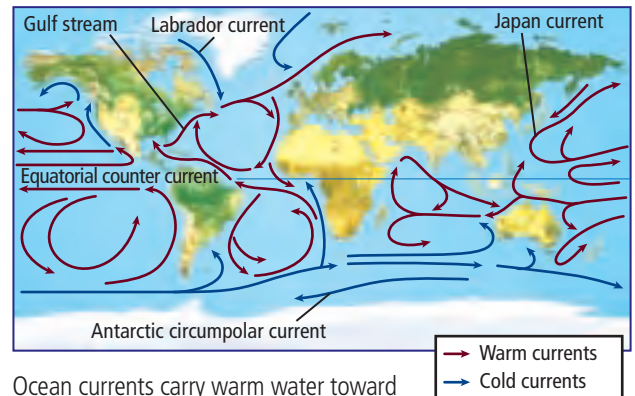 Gulf stream
Labrador current
Japan current
Equatorial counter current
Antarctic circumpolar current
Warm currents
Cold currents
Ocean currents carry warm water toward